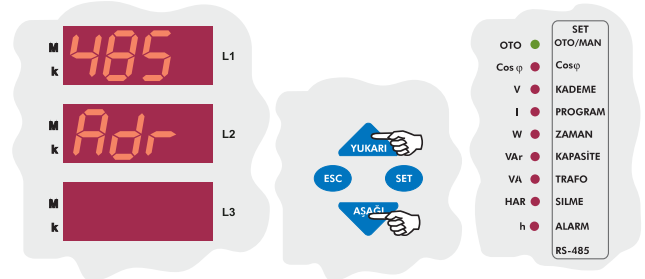 M
k
485
L1
M
k
Adr
L2
M
k
L3
YUKARI
ESC
SET
AŞAĞI
SET
OTO
OTO/MAN
Cos φ
Cosφ
V
KADEME
I
PROGRAM
W
ZAMAN
VAr
KAPASİTE
VA
TRAFO
HAR
SILME
h
ALARM
RS-485